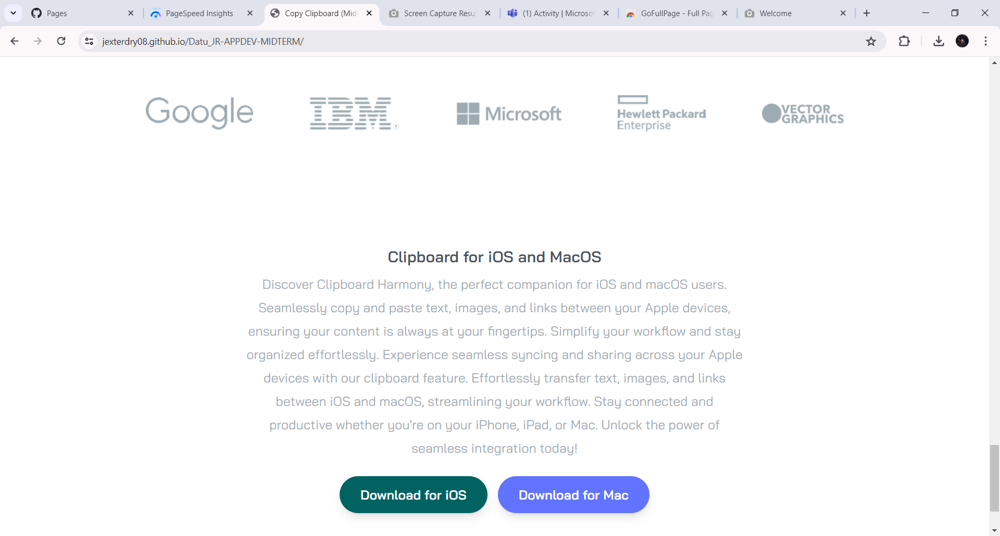 Pages
PageSpeed Insights
Copy Clipboard (Mid
Screen Capture Resu
(1) Activity | Microsof
GoFullPage - Full Pag
Welcome
jexterdry08.github.io/Datu_JR-APPDEV-MIDTERM/
Google
IBM
Microsoft
Hewlett Packard
Enterprise
VECTOR
GRAPHICS
Clipboard for iOS and MacOS
Discover Clipboard Harmony, the perfect companion for iOS and macOS users.
Seamlessly copy and paste text, images, and links between your Apple devices,
ensuring your content is always at your fingertips. Simplify your workflow and stay
organized effortlessly. Experience seamless syncing and sharing across your Apple
devices with our clipboard feature. Effortlessly transfer text, images, and links
between iOS and macOS, streamlining your workflow. Stay connected and
productive whether you're on your iPhone, iPad, or Mac. Unlock the power of
seamless integration today!
Download for iOS
Download for Mac